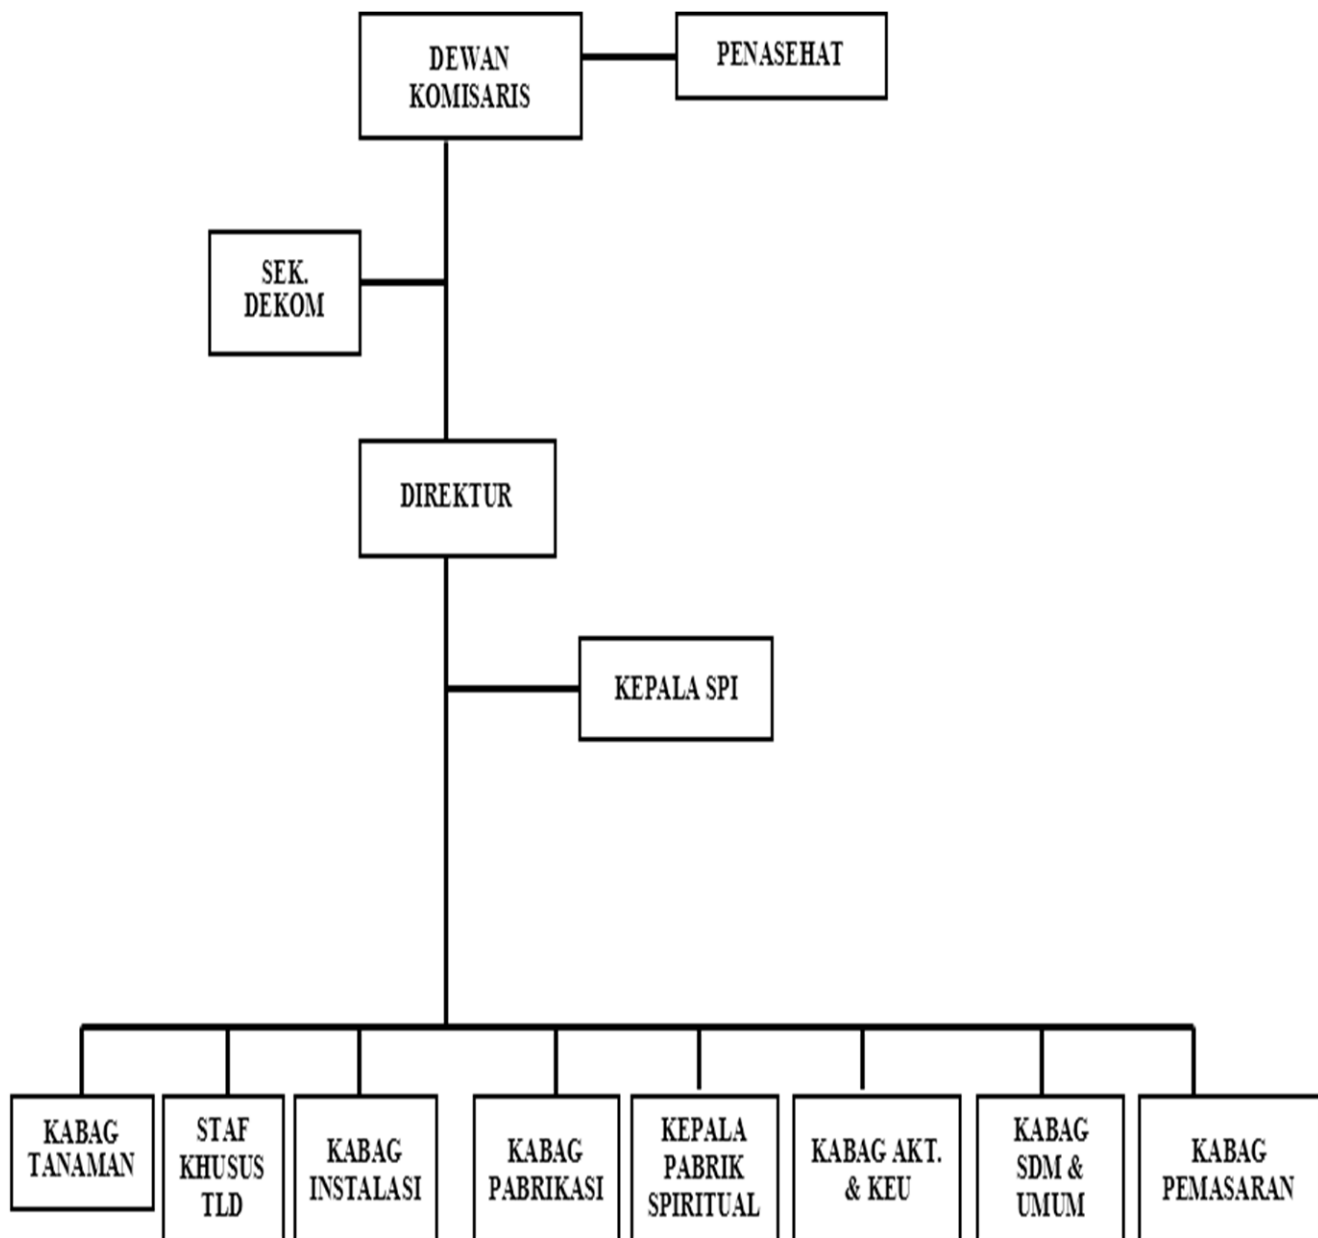 DEWAN
KOMISARIS
PENASEHAT
SEK.
DEKOM
DIREKTUR
KEPALA SPI
KABAG
TANAMAN
STAF
KHUSUS
TLD
KABAG
INSTALASI
KABAG
PABRIKASI
KEPALA
PABRIK
SPIRITUAL
KABAG AKT.
& KEU
KABAG
SDM &
UMUM
KABAG
PEMASARAN